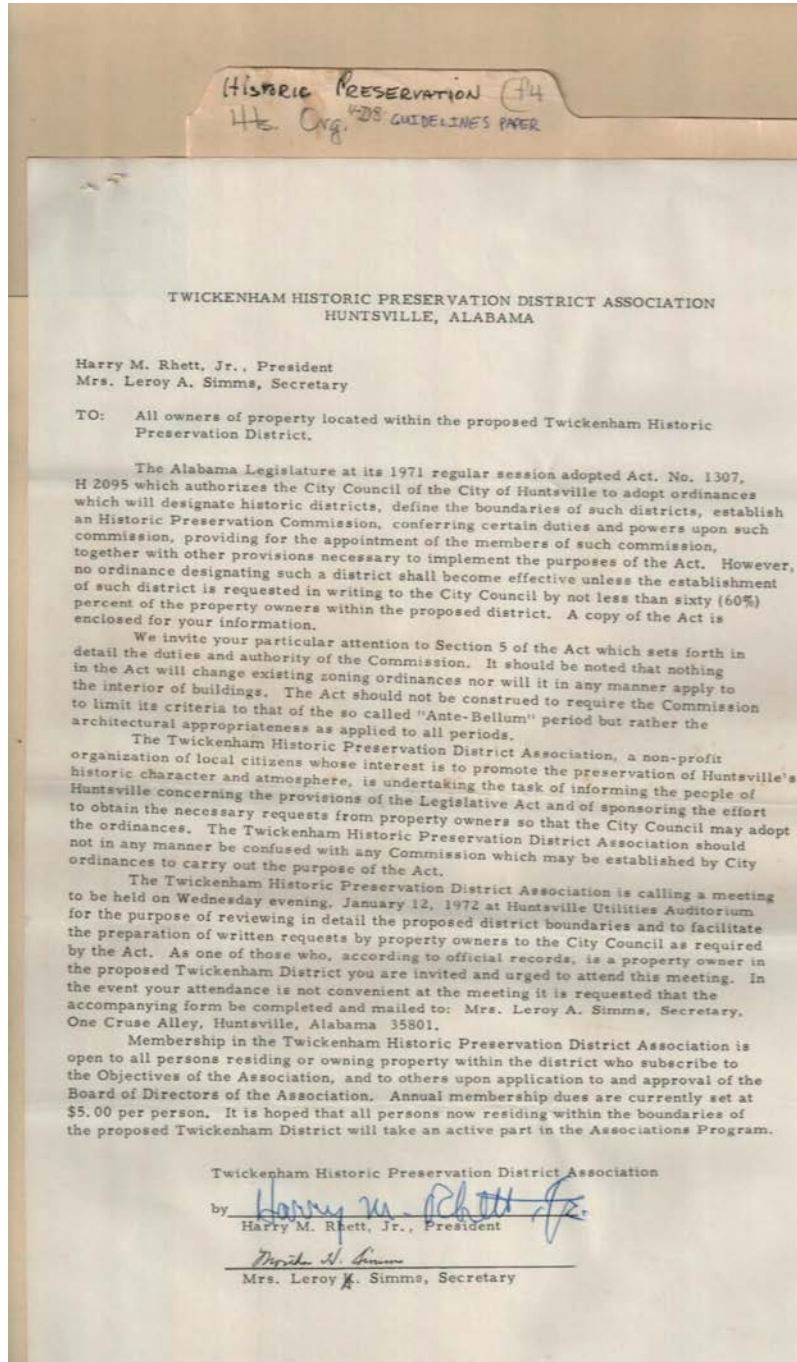 HISTORIC PRESERVATION
Org. GUIDELINES PAPER
TWICKENHAM HISTORIC PRESERVATION DISTRICT ASSOCIATION
HUNTSVILLE, ALABAMA
Harry M. Rhett, Jr., President
Mrs. Leroy A. Simms, Secretary
TO: All owners of property located within the proposed Twickenham Historic
Preservation District.
The Alabama Legislature at its 1971 regular session adopted Act. No. 1307,
H 2095 which authorizes the City Council of the City of Huntsville to adopt ordinances
which will designate historic districts, define the boundaries of such districts, establish
an Historic Preservation Commission, conferring certain duties and powers upon such
commission, providing for the appointment of the members of such commission,
together with other provisions necessary to implement the purposes of the Act. However,
no ordinance designating such a district shall become effective unless the establishment
of such district is requested in writing to the City Council by not less than sixty (60%)
percent of the property owners within the proposed district. A copy of the Act is
enclosed for your information.
We invite your particular attention to Section 5 of the Act which sets forth in
detail the duties and authority of the Commission. It should be noted that nothing
in the Act will change existing zoning ordinances nor will it in any manner apply to
the interior of buildings. The Act should not be construed to require the Commission
to limit its criteria to that of the so called "Ante-Bellum" period but rather the
architectural appropriateness as applied to all periods.
The Twickenham Historic Preservation District Association, a non-profit
organization of local citizens whose interest is to promote the preservation of Huntsville's
historic character and atmosphere, is undertaking the task of informing the people of
Huntsville concerning the provisions of the Legislative Act and of sponsoring the effort
to obtain the necessary requests from property owners so that the City Council may adopt
the ordinances. The Twickenham Historic Preservation District Association should
not in any manner be confused with any Commission which may be established by City
ordinances to carry out the purpose of the Act.
The Twickenham Historic Preservation District Association is calling a meeting
to be held on Wednesday evening, January 12, 1972 at Huntsville Utilities Auditorium
for the purpose of reviewing in detail the proposed district boundaries and to facilitate
the preparation of written requests by property owners to the City Council as required
by the Act. As one of those who, according to official records, is a property owner in
the proposed Twickenham District you are invited and urged to attend this meeting. In
the event your attendance is not convenient at the meeting it is requested that the
accompanying form be completed and mailed to: Mrs. Leroy A. Simms, Secretary,
One Cruse Alley, Huntsville, Alabama 35801.
Membership in the Twickenham Historic Preservation District Association is
open to all persons residing or owning property within the district who subscribe to
the Objectives of the Association, and to others upon application to and approval of the
Board of Directors of the Association. Annual membership dues are currently set at
$5.00 per person. It is hoped that all persons now residing within the boundaries of
the proposed Twickenham District will take an active part in the Associations Program.
Twickenham Historic Preservation District Association
by Harry M. Rhett, Jr.
Harry M. Rhett, Jr., President
Simms
Mrs. Leroy A. Simms, Secretary